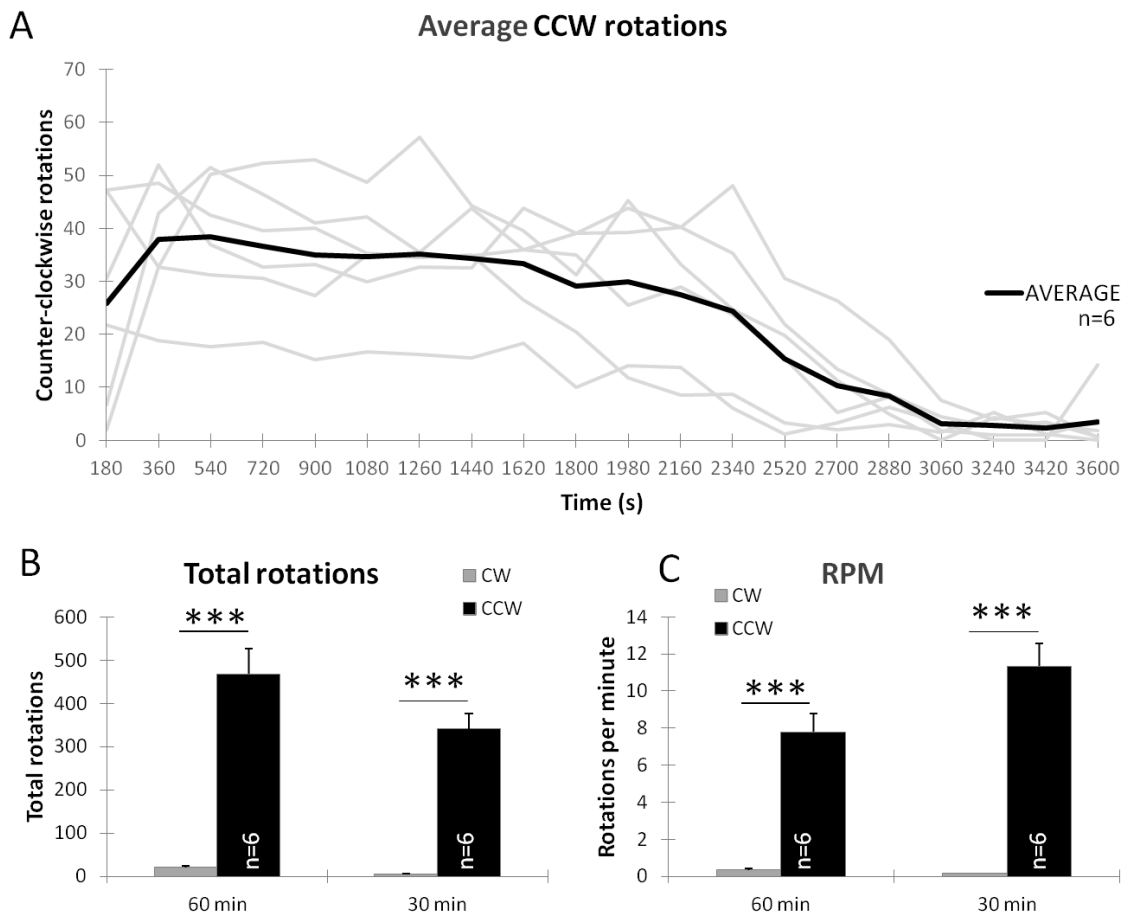 A
Average CCW rotations
70
60
50
40
30
20
10
0
Counter-clockwise rotations
AVERAGE
n=6
180 360 540 720 900 1080 1260 1440 1620 1800 1980 2160 2340 2520 2700 2880 3060 3240 3420 3600
Time (s)
B
Total rotations
CW
CCW
600
500
400
300
200
100
0
Total rotations
***
***
n=6
n=6
60 min 30 min
C
RPM
CW
CCW
14
12
10
8
6
4
2
0
Rotations per minute
***
***
n=6
n=6
60 min 30 min